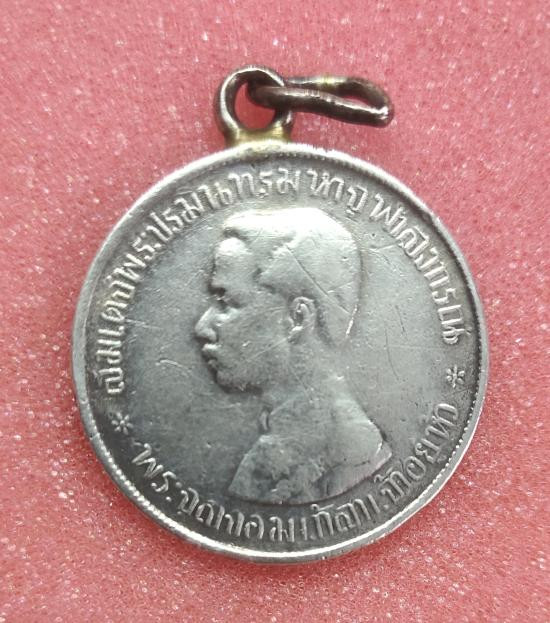 สมเดจพระปรมินทรมหาจุฬาลงกรณ์
พระจุลจอมเกล้าเจ้าอยู่หัว